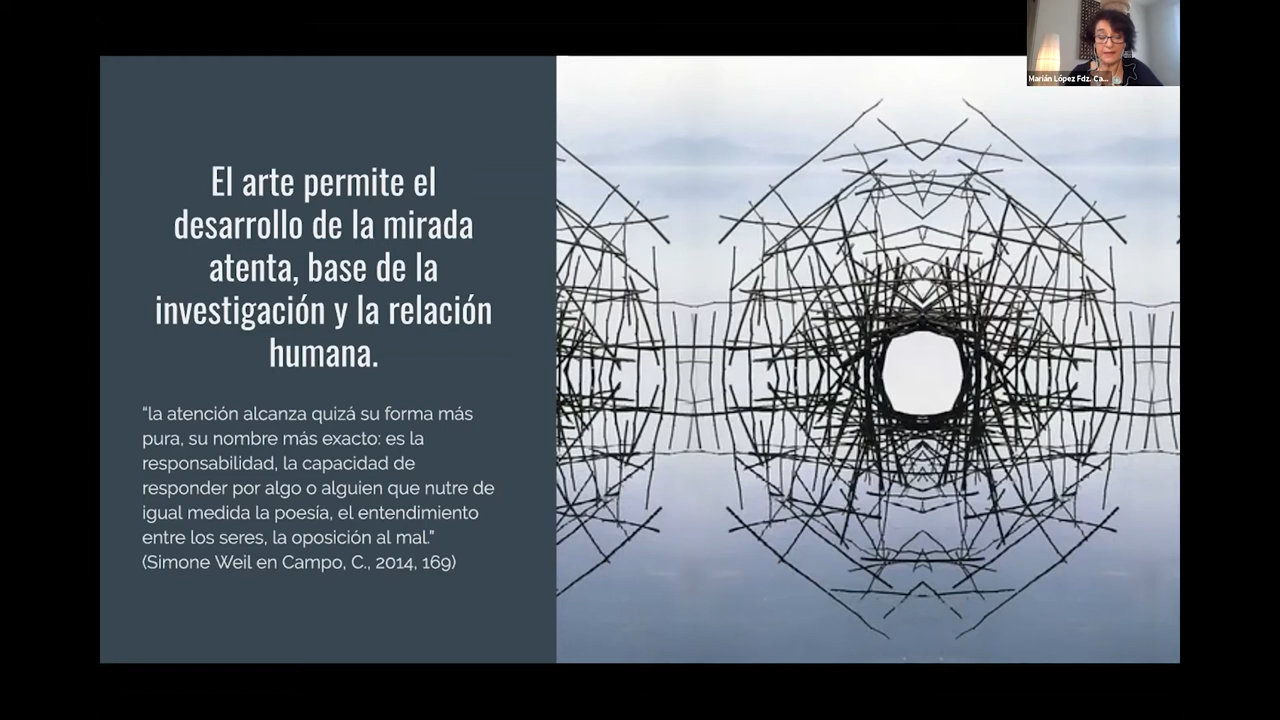 Marián López Fdz. Ca...
El arte permite el
desarrollo de la mirada
atenta, base de la
investigación y la relación
humana.
“la atención alcanza quizá su forma más
pura, su nombre más exacto: es la
responsabilidad, la capacidad de
responder por algo o alguien que nutre de
igual medida la poesía, el entendimiento
entre los seres, la oposición al mal.”
(Simone Weil en Campo, C., 2014, 169)